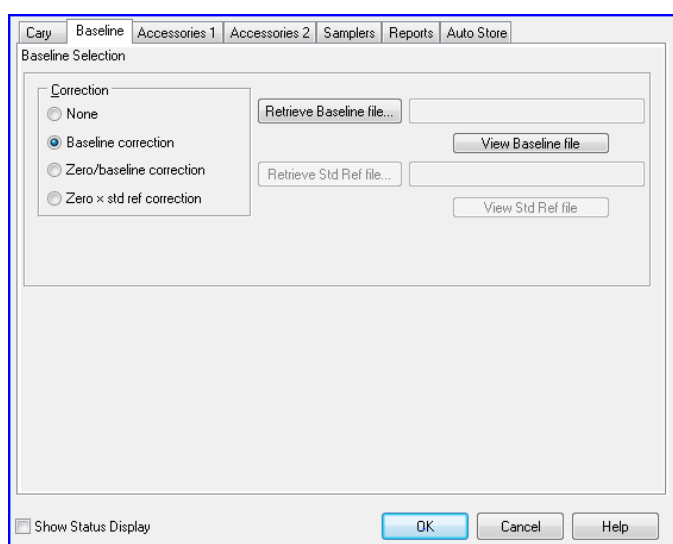 Cary Baseline Accessories 1 Accessories 2 Samplers Reports Auto Store
Baseline Selection
Correction
None
Baseline correction
Zero/baseline correction
Zero × std ref correction
Retrieve Baseline file...
View Baseline file
Retrieve Std Ref file...
View Std Ref file
Show Status Display
OK Cancel Help